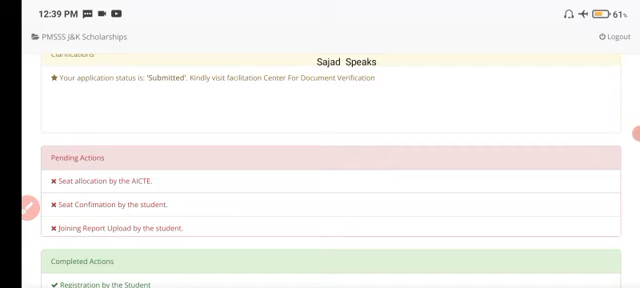 12:39 PM
61%
PMSSS J&K Scholarships
Logout
Clarifications
Sajad Speaks
Your application status is: 'Submitted'. Kindly visit facilitation Center For Document Verification
Pending Actions
Seat allocation by the AICTE.
Seat Confimation by the student.
Joining Report Upload by the student.
Completed Actions
Registration by the Student